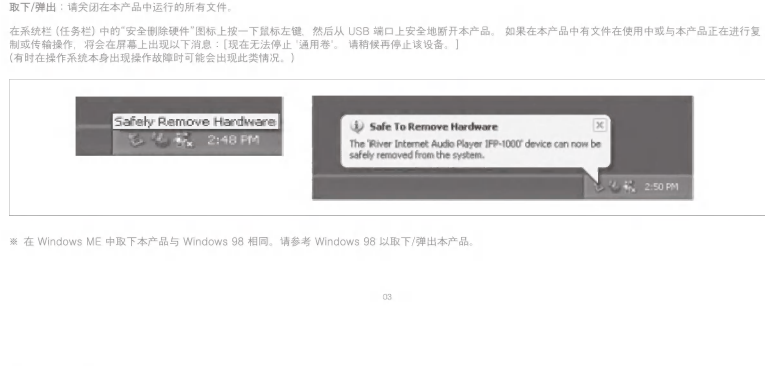 取下/弹出：请关闭在本产品中运行的所有文件.
在系统栏 (任务栏) 中的"安全删除硬件"图标上按一下鼠标左键, 然后从 USB 端口上安全地断开本产品。 如果在本产品中有文件在使用中或与本产品正在进行复
制或传输操作, 将会在屏幕上出现以下消息：[现在无法停止 '通用卷'。 请稍候再停止该设备。]
(有时在操作系统本身出现操作故障时可能会出现此类情况。)
Safely Remove Hardware
2:48 PM
Safe To Remove Hardware
The 'iRiver Internet Audio Player IFP-1000' device can now be
safely removed from the system.
2:50 PM
※ 在 Windows ME 中取下本产品与 Windows 98 相同。请参考 Windows 98 以取下/弹出本产品。
03